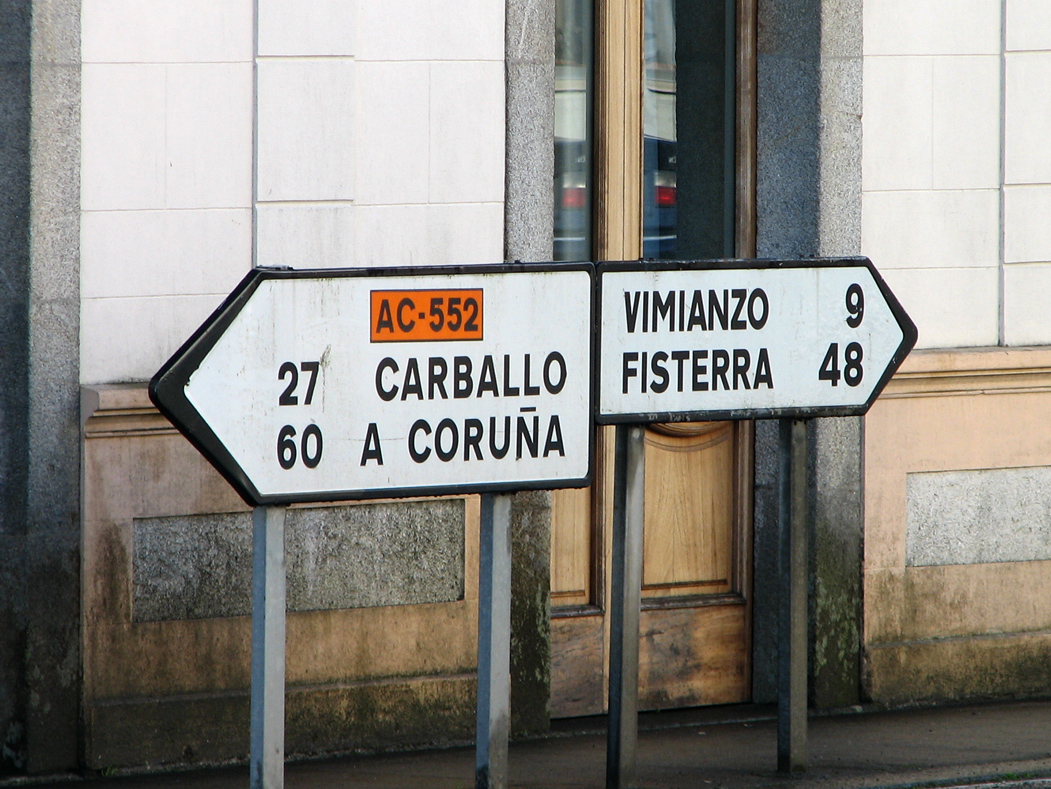 AC-552
27 CARBALLO
60 A CORUÑA
VIMIANZO 9
FISTERRA 48